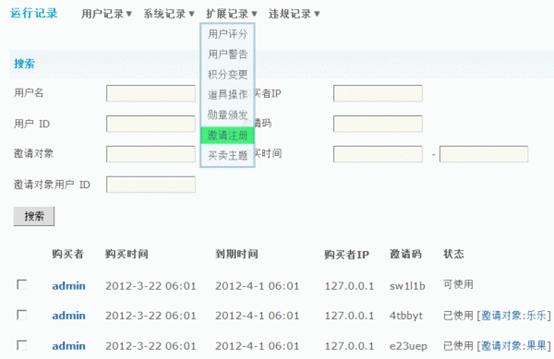 运行记录 用户记录▼ 系统记录▼ 扩展记录▼ 违规记录▼
用户评分
用户警告
积分变更
道具操作
勋章颁发
邀请注册
买卖主题
搜索
用户名 买者IP
用户 ID 码
邀请对象 买时间 -
邀请对象用户 ID
搜索
购买者 购买时间 到期时间 购买者IP 邀请码 状态
admin 2012-3-22 06:01 2012-4-1 06:01 127.0.0.1 sw1l1b 可使用
admin 2012-3-22 06:01 2012-4-1 06:01 127.0.0.1 4tbbyt 已使用 [邀请对象:乐乐]
admin 2012-3-22 06:01 2012-4-1 06:01 127.0.0.1 e23uep 已使用 [邀请对象:果果]